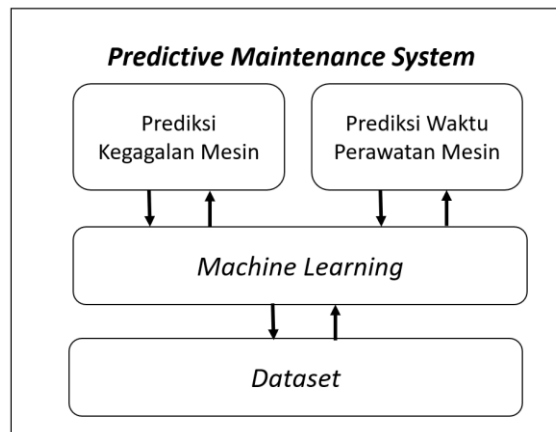 Predictive Maintenance System
Prediksi
Kegagalan Mesin
Prediksi Waktu
Perawatan Mesin
Machine Learning
Dataset